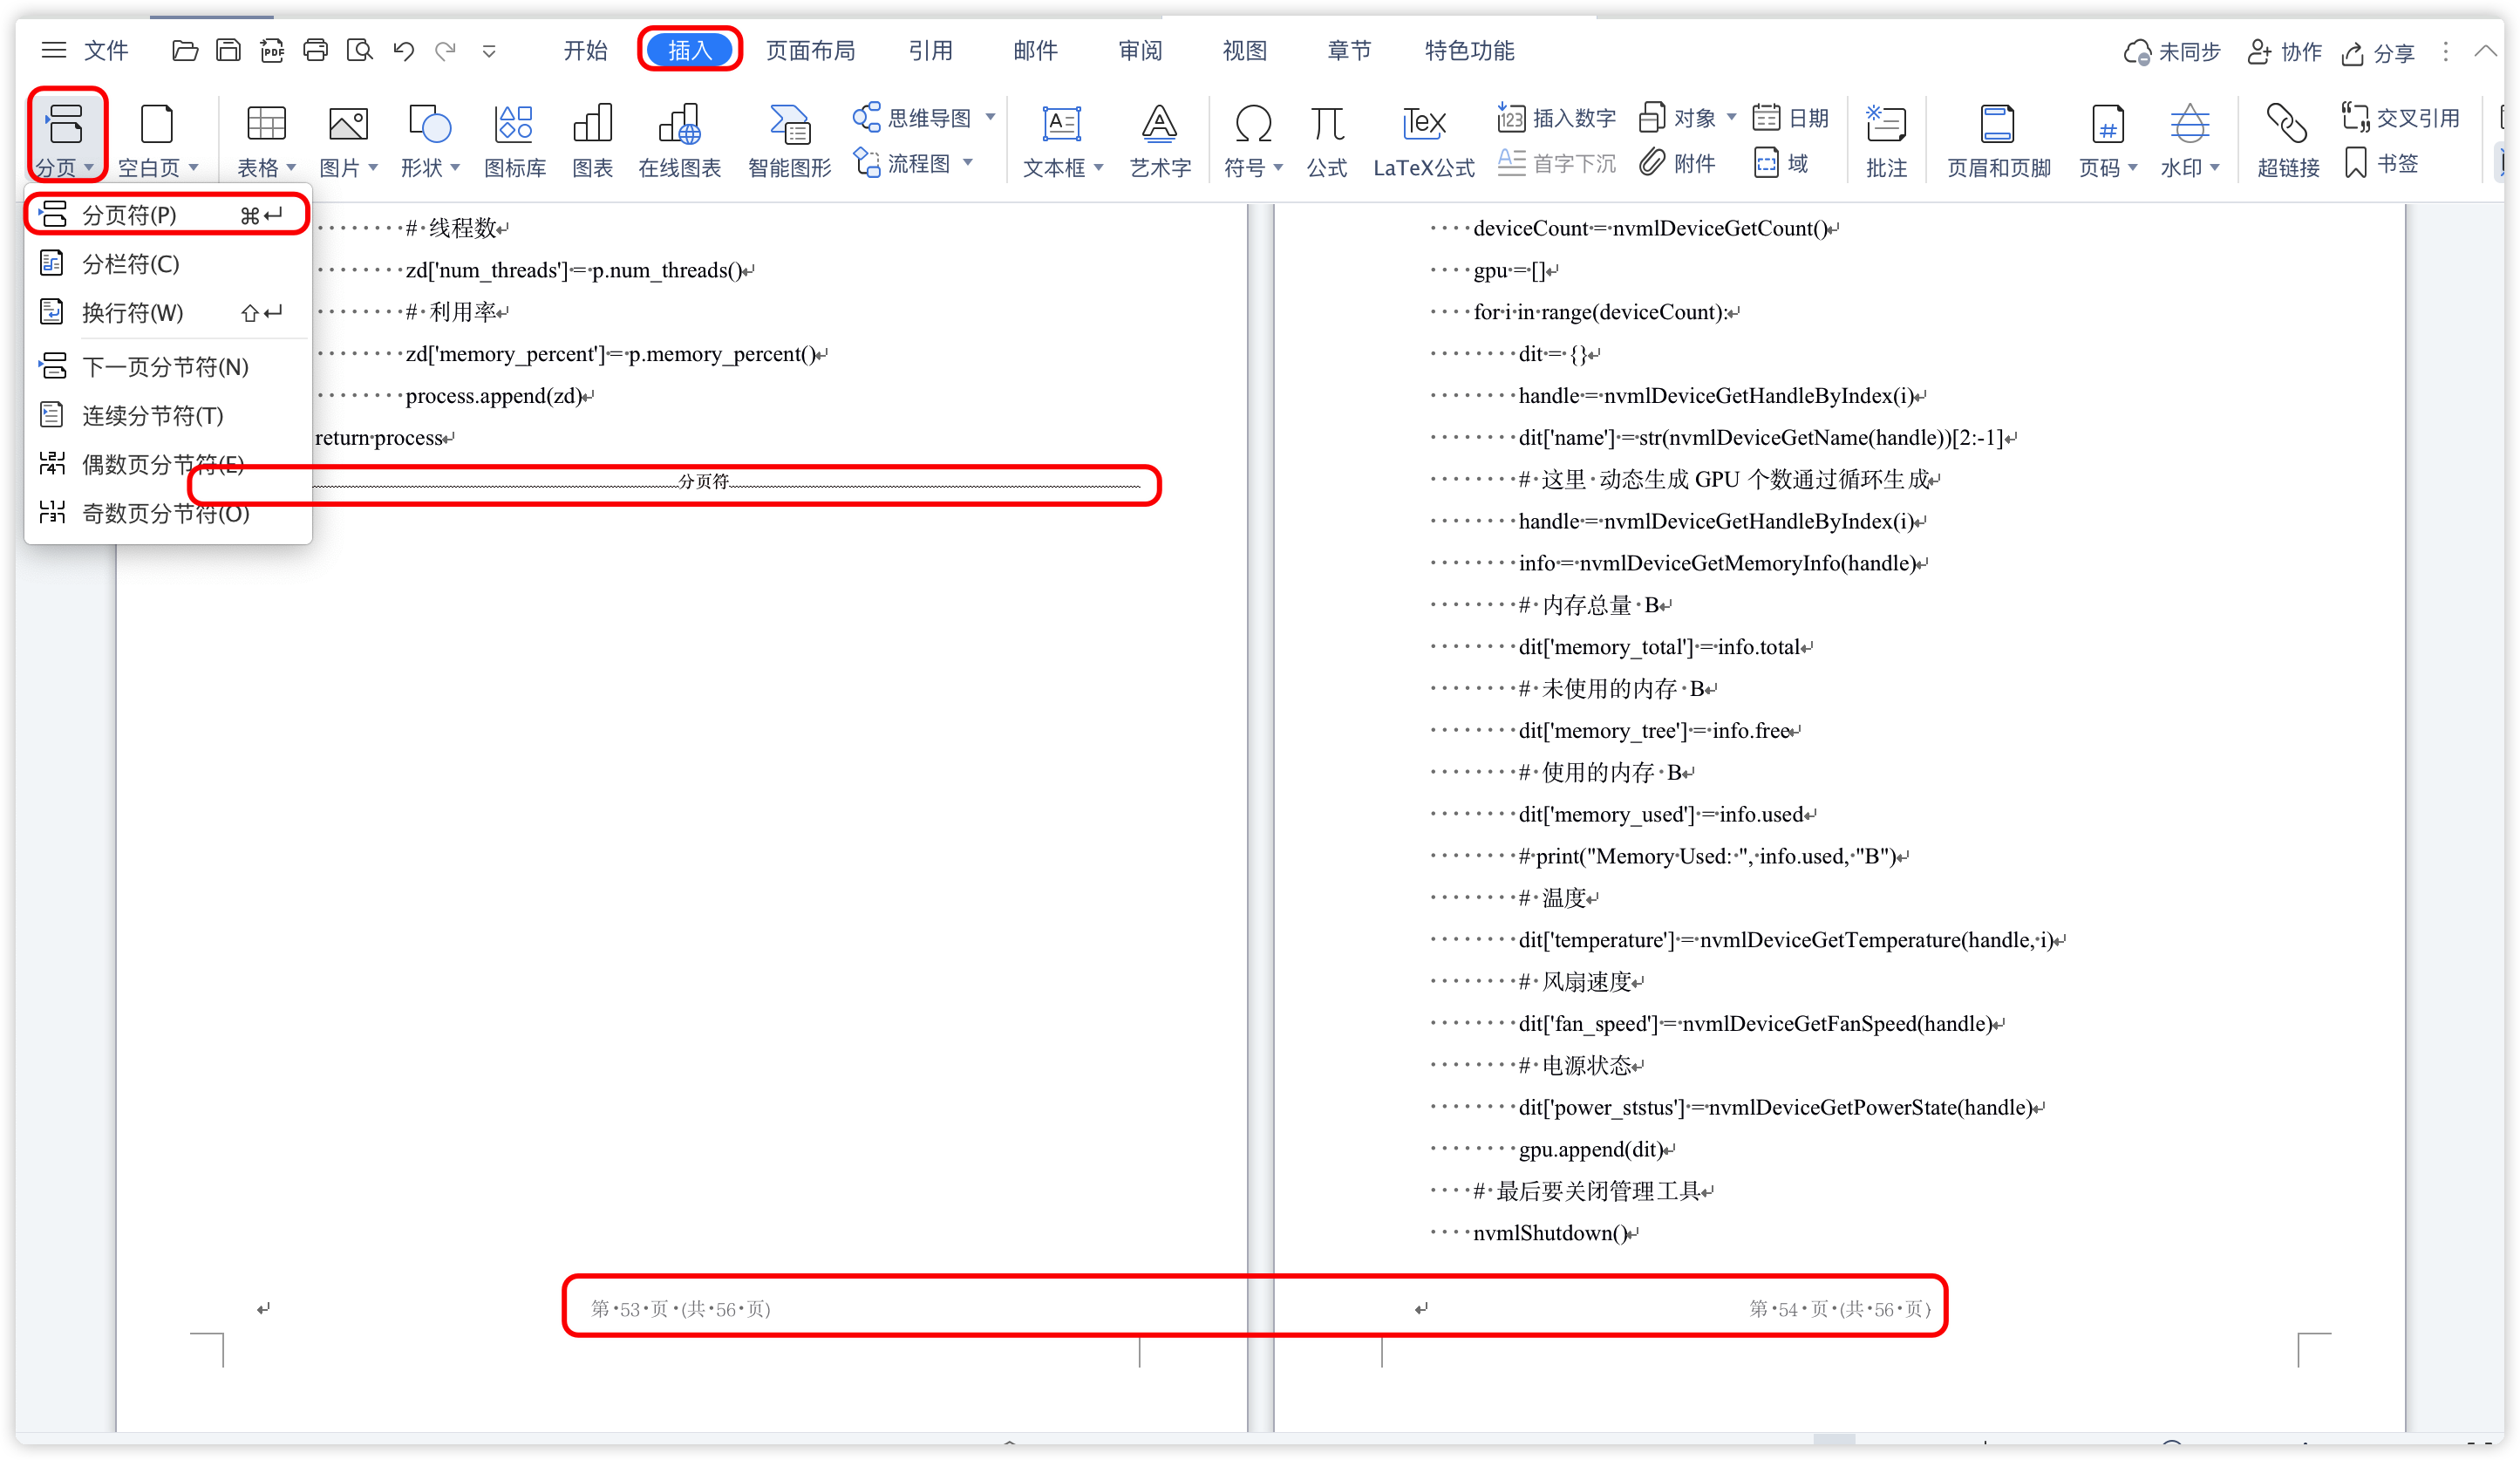 文件 开始 插入 页面布局 引用 邮件 审阅 视图 章节 特色功能 未同步 协作 分享
思维导图 插入数字 对象 日期 交叉引用
分页 空白页 表格 图片 形状 图标库 图表 在线图表 智能图形 流程图 文本框 艺术字 符号 公式 LaTeX公式 首字下沉 附件 域 批注 页眉和页脚 页码 水印 超链接 书签
分页符(P) ⌘↵
分栏符(C)
换行符(W) ⇧↵
下一页分节符(N)
连续分节符(T)
偶数页分节符(E)
奇数页分节符(O)
# 线程数
zd['num_threads'] = p.num_threads()
# 利用率
zd['memory_percent'] = p.memory_percent()
process.append(zd)
return process
分页符
第 53 页 (共 56 页)
deviceCount = nvmlDeviceGetCount()
gpu = []
for i in range(deviceCount):
dit = {}
handle = nvmlDeviceGetHandleByIndex(i)
dit['name'] = str(nvmlDeviceGetName(handle))[2:-1]
# 这里 动态生成 GPU 个数通过循环生成
handle = nvmlDeviceGetHandleByIndex(i)
info = nvmlDeviceGetMemoryInfo(handle)
# 内存总量 B
dit['memory_total'] = info.total
# 未使用的内存 B
dit['memory_tree'] = info.free
# 使用的内存 B
dit['memory_used'] = info.used
# print("Memory Used: ", info.used, "B")
# 温度
dit['temperature'] = nvmlDeviceGetTemperature(handle, i)
# 风扇速度
dit['fan_speed'] = nvmlDeviceGetFanSpeed(handle)
# 电源状态
dit['power_ststus'] = nvmlDeviceGetPowerState(handle)
gpu.append(dit)
# 最后要关闭管理工具
nvmlShutdown()
第 54 页 (共 56 页)